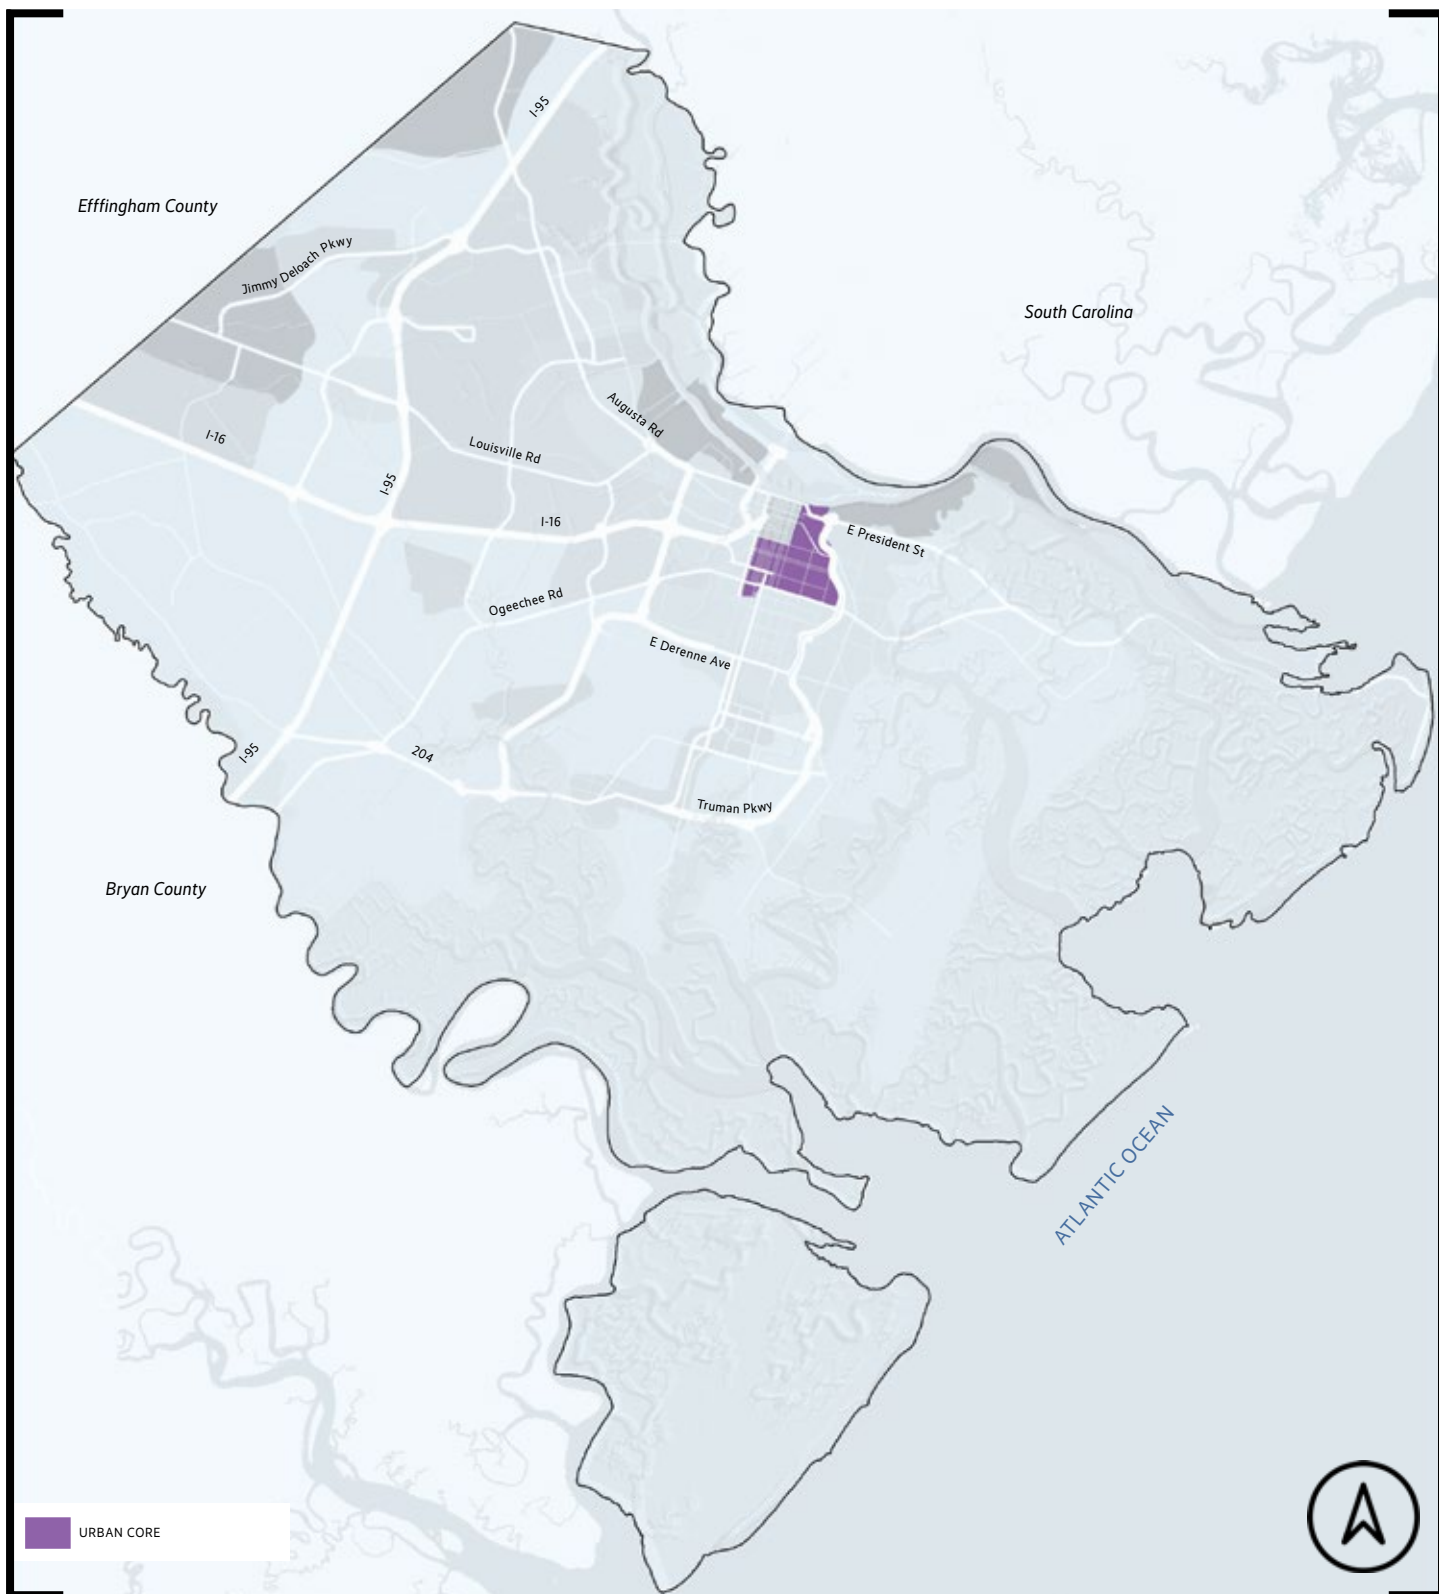 I-95
Efffingham County
Jimmy Deloach Pkwy
South Carolina
Augusta Rd
I-16
Louisville Rd
I-95
I-16
E President St
Ogeechee Rd
E Derenne Ave
I-95
204
Truman Pkwy
Bryan County
ATLANTIC OCEAN
URBAN CORE